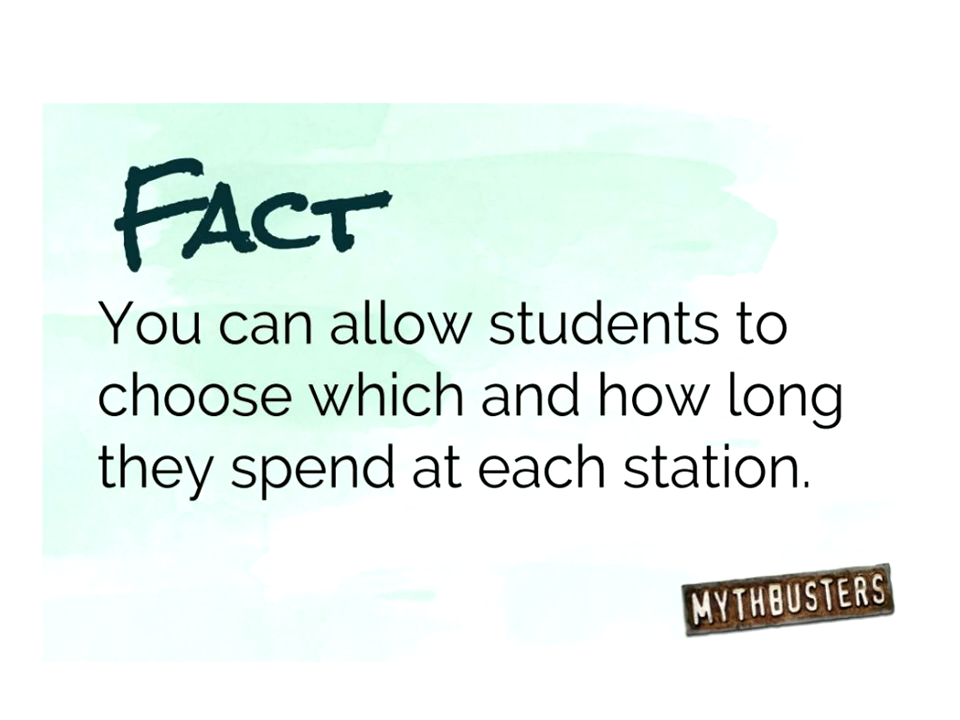 Fact
You can allow students to
choose which and how long
they spend at each station.
MYTHBUSTERS